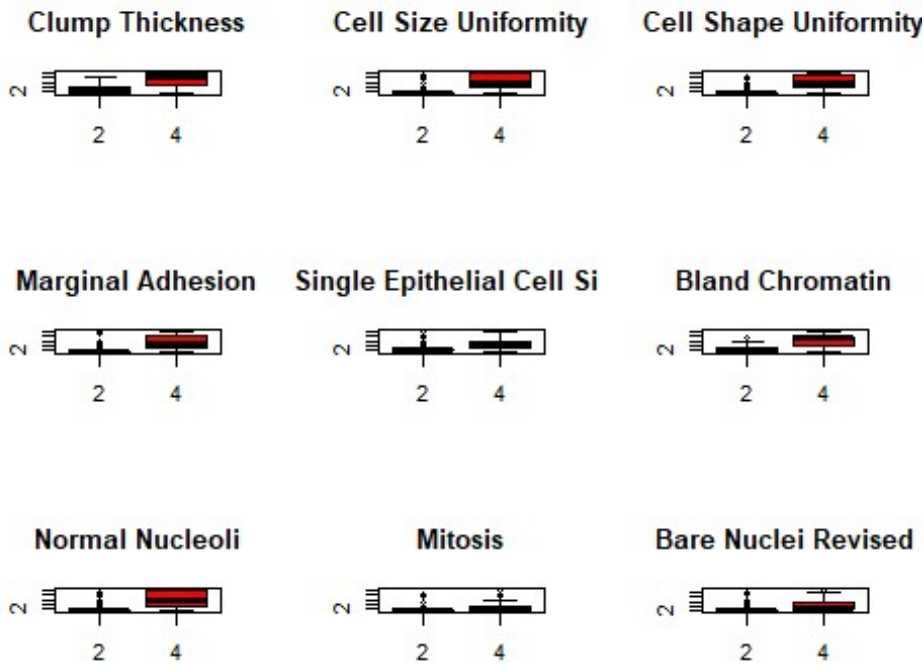 Clump Thickness Cell Size Uniformity Cell Shape Uniformity
2 2 2
2 4 2 4 2 4
Marginal Adhesion Single Epithelial Cell Si Bland Chromatin
2 2 2
2 4 2 4 2 4
Normal Nucleoli Mitosis Bare Nuclei Revised
2 2 2
2 4 2 4 2 4